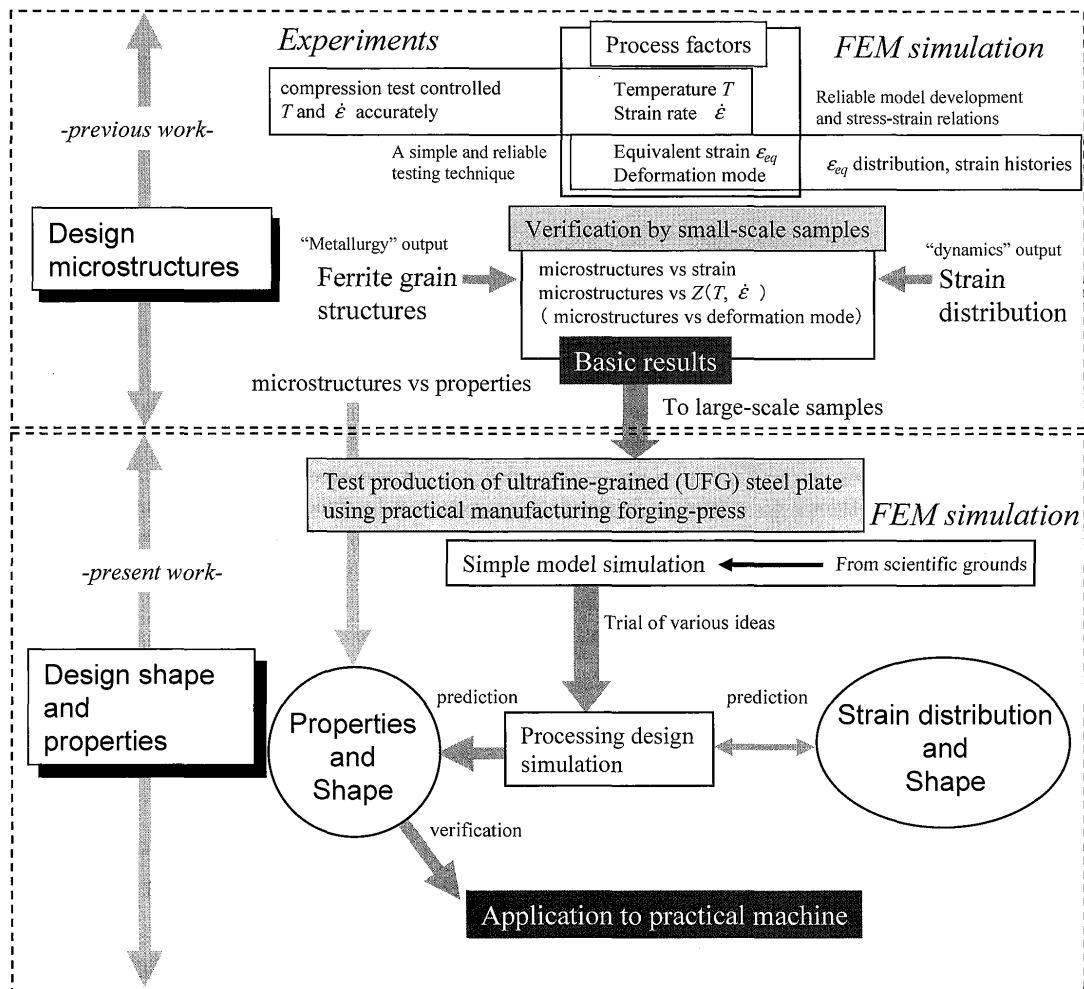 Experiments
Process factors
FEM simulation
compression test controlled
T and ε̇ accurately
Temperature T
Strain rate ε̇
Reliable model development
and stress-strain relations
-previous work-
A simple and reliable
testing technique
Equivalent strain εeq
Deformation mode
εeq distribution, strain histories
Design
microstructures
Verification by small-scale samples
"Metallurgy" output
Ferrite grain
structures
microstructures vs strain
microstructures vs Z(T, ε̇ )
( microstructures vs deformation mode)
"dynamics" output
Strain
distribution
Basic results
microstructures vs properties
To large-scale samples
Test production of ultrafine-grained (UFG) steel plate
using practical manufacturing forging-press
FEM simulation
-present work-
Simple model simulation
From scientific grounds
Trial of various ideas
Design shape
and
properties
Properties
and
Shape
prediction
Processing design
simulation
prediction
Strain distribution
and
Shape
verification
Application to practical machine